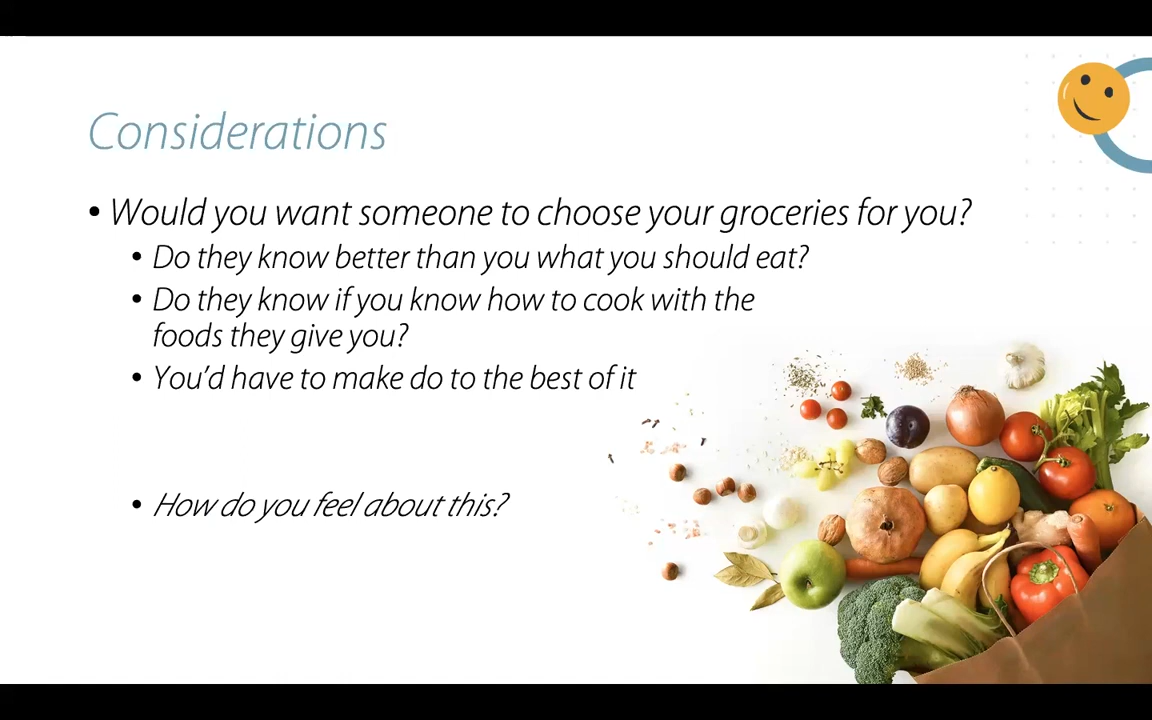 Considerations
• Would you want someone to choose your groceries for you?
• Do they know better than you what you should eat?
• Do they know if you know how to cook with the
foods they give you?
• You'd have to make do to the best of it
• How do you feel about this?